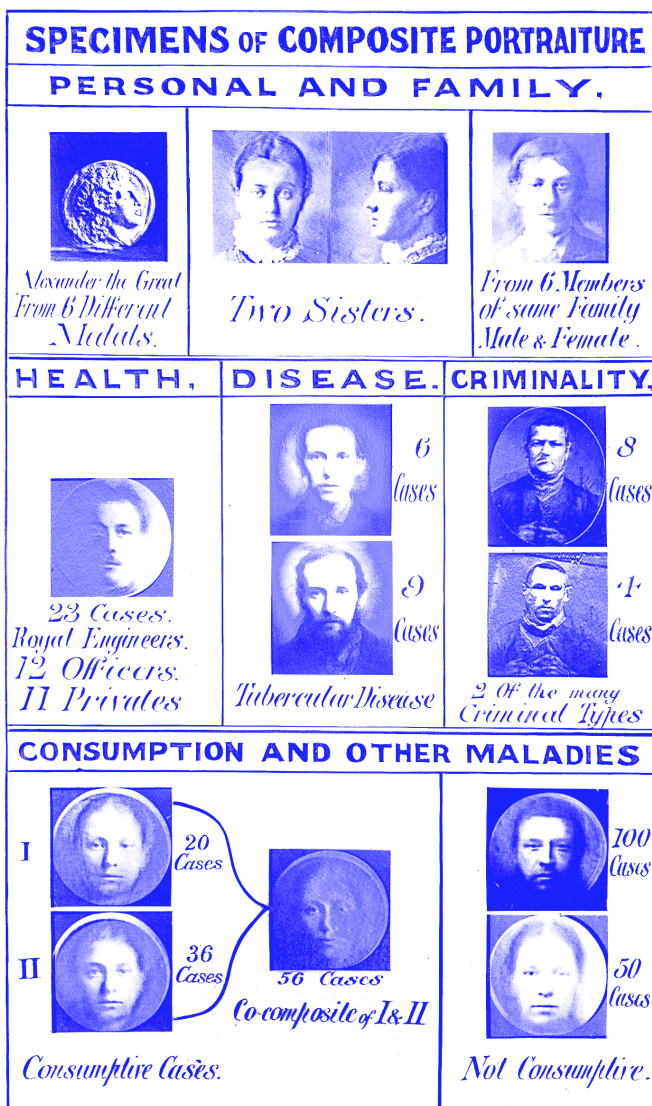 SPECIMENS OF COMPOSITE PORTRAITURE
PERSONAL AND FAMILY.
Alexander the Great
From 6 Different
Medals.
Two Sisters.
From 6 Members
of same Family
Male & Female.
HEALTH,
23 Cases.
Royal Engineers.
12 Officers.
11 Privates
DISEASE.
6
Cases
9
Cases
Tubercular Disease
CRIMINALITY,
8
Cases
4
Cases
2 Of the many
Criminal Types
CONSUMPTION AND OTHER MALADIES
I
20
Cases
II
36
Cases
56 Cases
Co-composite of I & II
Consumptive Cases.
100
Cases
50
Cases
Not Consumptive.